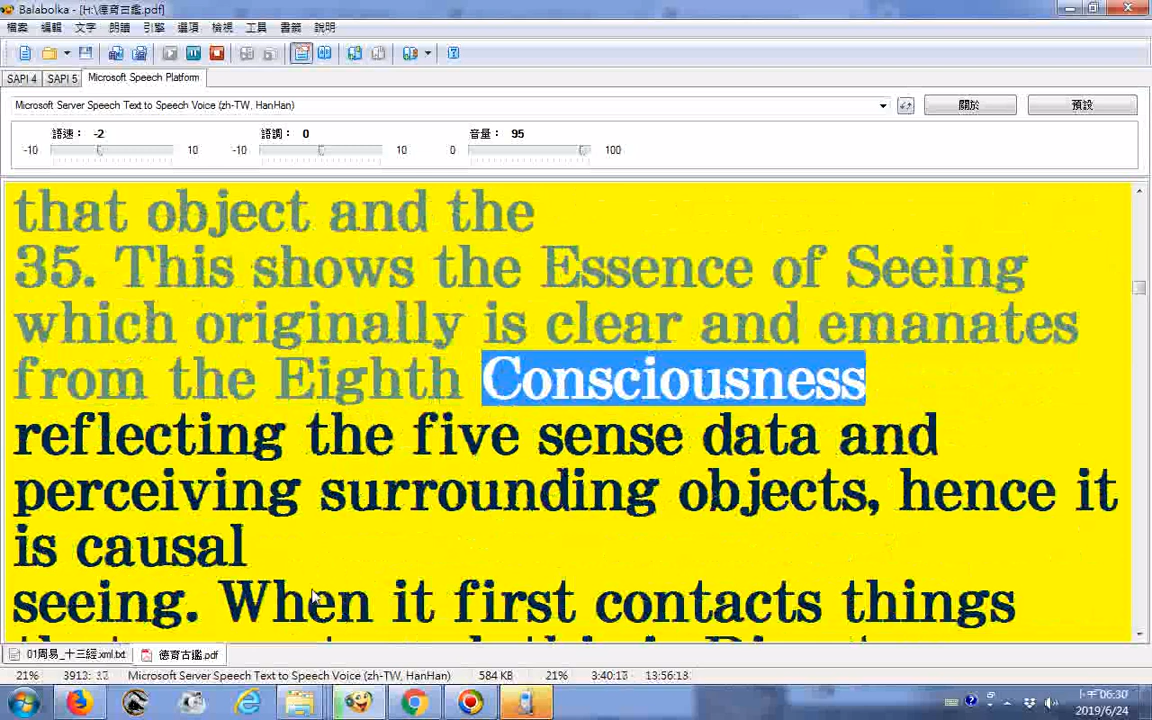 Balabolka - [H:\德育古鑑.pdf]
檔案 編輯 文字 朗讀 引擎 選項 檢視 工具 書籤 說明
SAPI 4 SAPI 5 Microsoft Speech Platform
Microsoft Server Speech Text to Speech Voice (zh-TW, HanHan) 關於 預設
語速： -2 語調： 0 音量： 95
-10 10 -10 10 0 100
that object and the
35. This shows the Essence of Seeing
which originally is clear and emanates
from the Eighth Consciousness
reflecting the five sense data and
perceiving surrounding objects, hence it
is causal
seeing. When it first contacts things
01周易_十三經.xml.txt 德育古鑑.pdf
21% 3913: 37 Microsoft Server Speech Text to Speech Voice (zh-TW, HanHan) 584 KB 21% 3:40:13 13:56:13
下午 06:30
2019/6/24